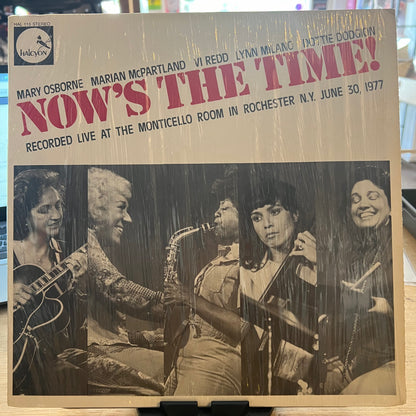 HAL 115 STEREO
halcyon
MARY OSBORNE MARIAN McPARTLAND VI REDD LYNN MILANO DOTTIE DODGION
NOW'S THE TIME!
RECORDED LIVE AT THE MONTICELLO ROOM IN ROCHESTER N.Y. JUNE 30, 1977